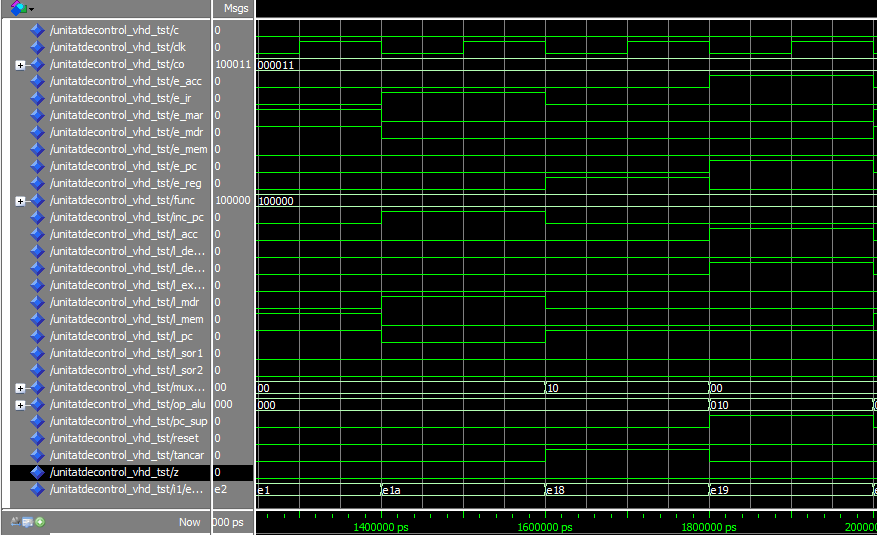 Msgs
/unitatdecontrol_vhd_tst/c 0
/unitatdecontrol_vhd_tst/clk 0
/unitatdecontrol_vhd_tst/co 100011 000011
/unitatdecontrol_vhd_tst/e_acc 0
/unitatdecontrol_vhd_tst/e_ir 0
/unitatdecontrol_vhd_tst/e_mar 0
/unitatdecontrol_vhd_tst/e_mdr 0
/unitatdecontrol_vhd_tst/e_mem 0
/unitatdecontrol_vhd_tst/e_pc 0
/unitatdecontrol_vhd_tst/e_reg 0
/unitatdecontrol_vhd_tst/func 100000 100000
/unitatdecontrol_vhd_tst/inc_pc 0
/unitatdecontrol_vhd_tst/l_acc 0
/unitatdecontrol_vhd_tst/l_de... 0
/unitatdecontrol_vhd_tst/l_de... 0
/unitatdecontrol_vhd_tst/l_ex... 0
/unitatdecontrol_vhd_tst/l_mdr 0
/unitatdecontrol_vhd_tst/l_mem 0
/unitatdecontrol_vhd_tst/l_pc 0
/unitatdecontrol_vhd_tst/l_sor1 0
/unitatdecontrol_vhd_tst/l_sor2 0
/unitatdecontrol_vhd_tst/mux... 00 00 10 00
/unitatdecontrol_vhd_tst/op_alu 000 000 010
/unitatdecontrol_vhd_tst/pc_sup 0
/unitatdecontrol_vhd_tst/reset 0
/unitatdecontrol_vhd_tst/tancar 0
/unitatdecontrol_vhd_tst/z 0
/unitatdecontrol_vhd_tst/i1/e... e2 e1 e1a e18 e19
Now 000 ps 1400000 ps 1600000 ps 1800000 ps 200000